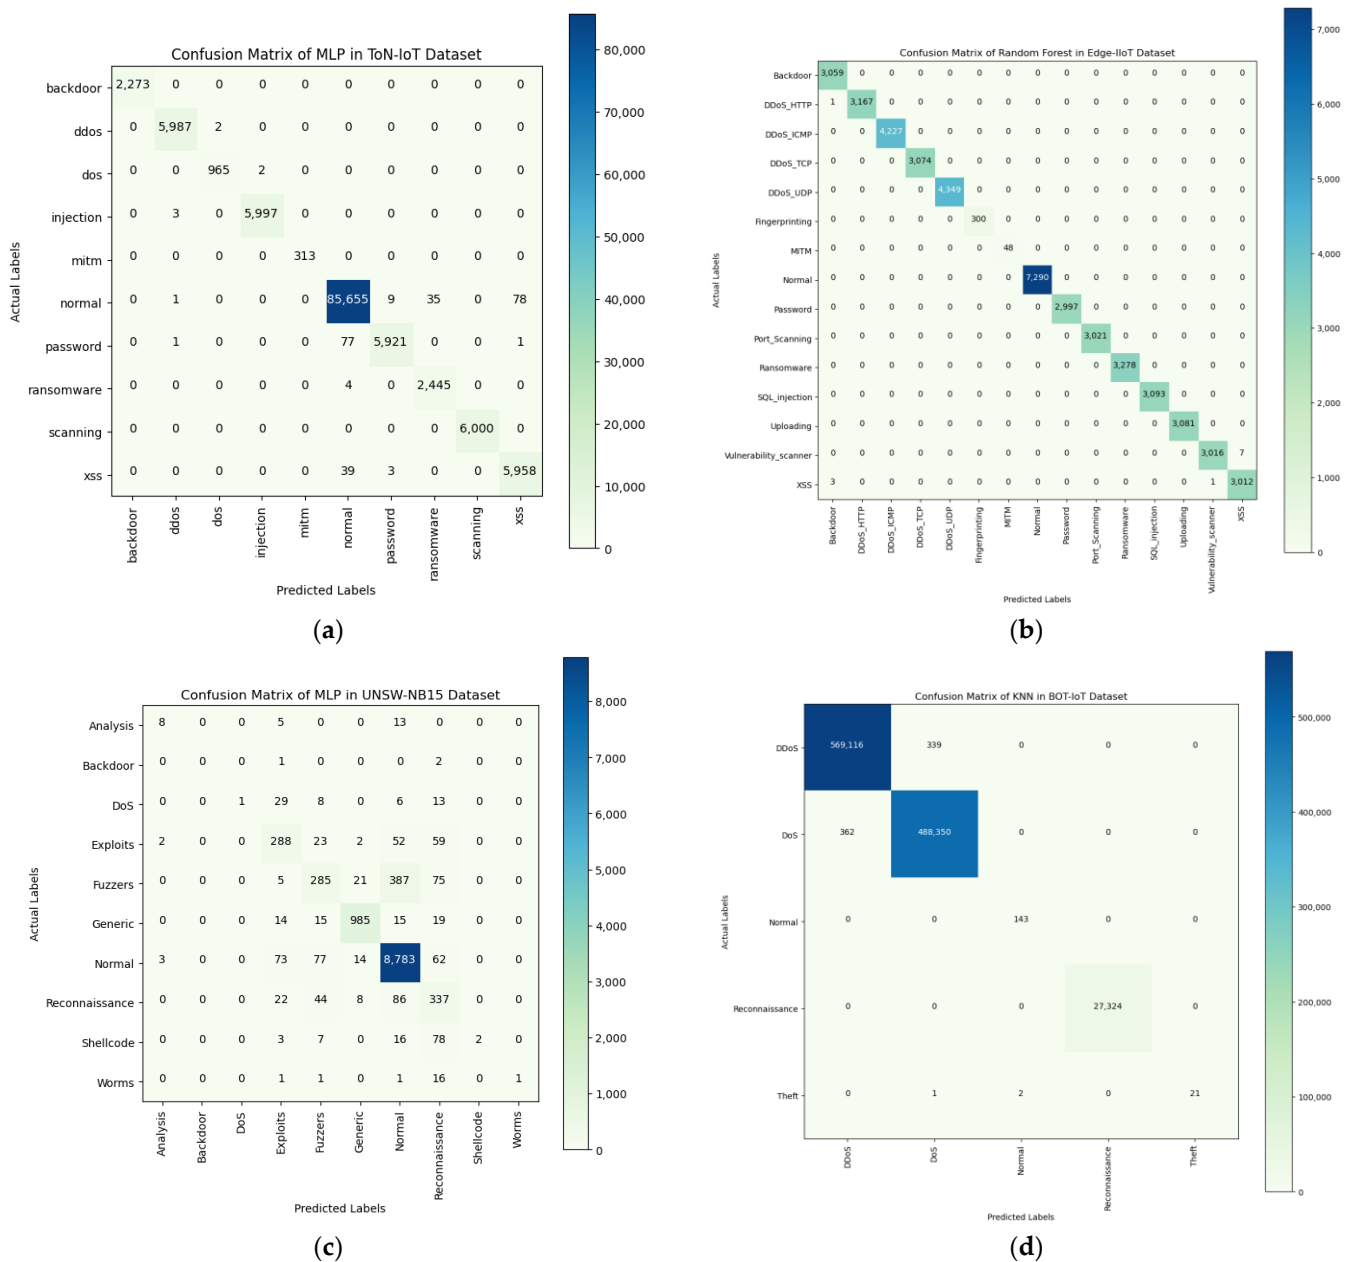 Confusion Matrix of MLP in ToN-IoT Dataset
Actual Labels
backdoor 2,273 0 0 0 0 0 0 0 0 0
ddos 0 5,987 2 0 0 0 0 0 0 0
dos 0 0 965 2 0 0 0 0 0 0
injection 0 3 0 5,997 0 0 0 0 0 0
mitm 0 0 0 0 313 0 0 0 0 0
normal 0 1 0 0 0 85,655 9 35 0 78
password 0 1 0 0 0 77 5,921 0 0 1
ransomware 0 0 0 0 0 4 0 2,445 0 0
scanning 0 0 0 0 0 0 0 0 6,000 0
xss 0 0 0 0 0 39 3 0 0 5,958
backdoor ddos dos injection mitm normal password ransomware scanning xss
Predicted Labels
80,000
70,000
60,000
50,000
40,000
30,000
20,000
10,000
0
(a)
Confusion Matrix of Random Forest in Edge-IIoT Dataset
Actual Labels
Backdoor 3,059 0 0 0 0 0 0 0 0 0 0 0 0 0 0
DDoS_HTTP 1 3,167 0 0 0 0 0 0 0 0 0 0 0 0 0
DDoS_ICMP 0 0 4,227 0 0 0 0 0 0 0 0 0 0 0 0
DDoS_TCP 0 0 0 3,074 0 0 0 0 0 0 0 0 0 0 0
DDoS_UDP 0 0 0 0 4,349 0 0 0 0 0 0 0 0 0 0
Fingerprinting 0 0 0 0 0 300 0 0 0 0 0 0 0 0 0
MITM 0 0 0 0 0 0 48 0 0 0 0 0 0 0 0
Normal 0 0 0 0 0 0 0 7,290 0 0 0 0 0 0 0
Password 0 0 0 0 0 0 0 0 2,997 0 0 0 0 0 0
Port_Scanning 0 0 0 0 0 0 0 0 0 3,021 0 0 0 0 0
Ransomware 0 0 0 0 0 0 0 0 0 0 3,278 0 0 0 0
SQL_injection 0 0 0 0 0 0 0 0 0 0 0 3,093 0 0 0
Uploading 0 0 0 0 0 0 0 0 0 0 0 0 3,081 0 0
Vulnerability_scanner 0 0 0 0 0 0 0 0 0 0 0 0 0 3,016 7
XSS 3 0 0 0 0 0 0 0 0 0 0 0 0 1 3,012
Backdoor DDoS_HTTP DDoS_ICMP DDoS_TCP DDoS_UDP Fingerprinting MITM Normal Password Port_Scanning Ransomware SQL_injection Uploading Vulnerability_scanner XSS
Predicted Labels
7,000
6,000
5,000
4,000
3,000
2,000
1,000
0
(b)
Confusion Matrix of MLP in UNSW-NB15 Dataset
Actual Labels
Analysis 8 0 0 5 0 0 13 0 0 0
Backdoor 0 0 0 1 0 0 0 2 0 0
DoS 0 0 1 29 8 0 6 13 0 0
Exploits 2 0 0 288 23 2 52 59 0 0
Fuzzers 0 0 0 5 285 21 387 75 0 0
Generic 0 0 0 14 15 985 15 19 0 0
Normal 3 0 0 73 77 14 8,783 62 0 0
Reconnaissance 0 0 0 22 44 8 86 337 0 0
Shellcode 0 0 0 3 7 0 16 78 2 0
Worms 0 0 0 1 1 0 1 16 0 1
Analysis Backdoor DoS Exploits Fuzzers Generic Normal Reconnaissance Shellcode Worms
Predicted Labels
8,000
7,000
6,000
5,000
4,000
3,000
2,000
1,000
0
(c)
Confusion Matrix of KNN in BOT-IoT Dataset
Actual Labels
DDoS 569,116 339 0 0 0
DoS 362 488,350 0 0 0
Normal 0 0 143 0 0
Reconnaissance 0 0 0 27,324 0
Theft 0 1 2 0 21
DDoS DoS Normal Reconnaissance Theft
Predicted Labels
500,000
400,000
300,000
200,000
100,000
0
(d)